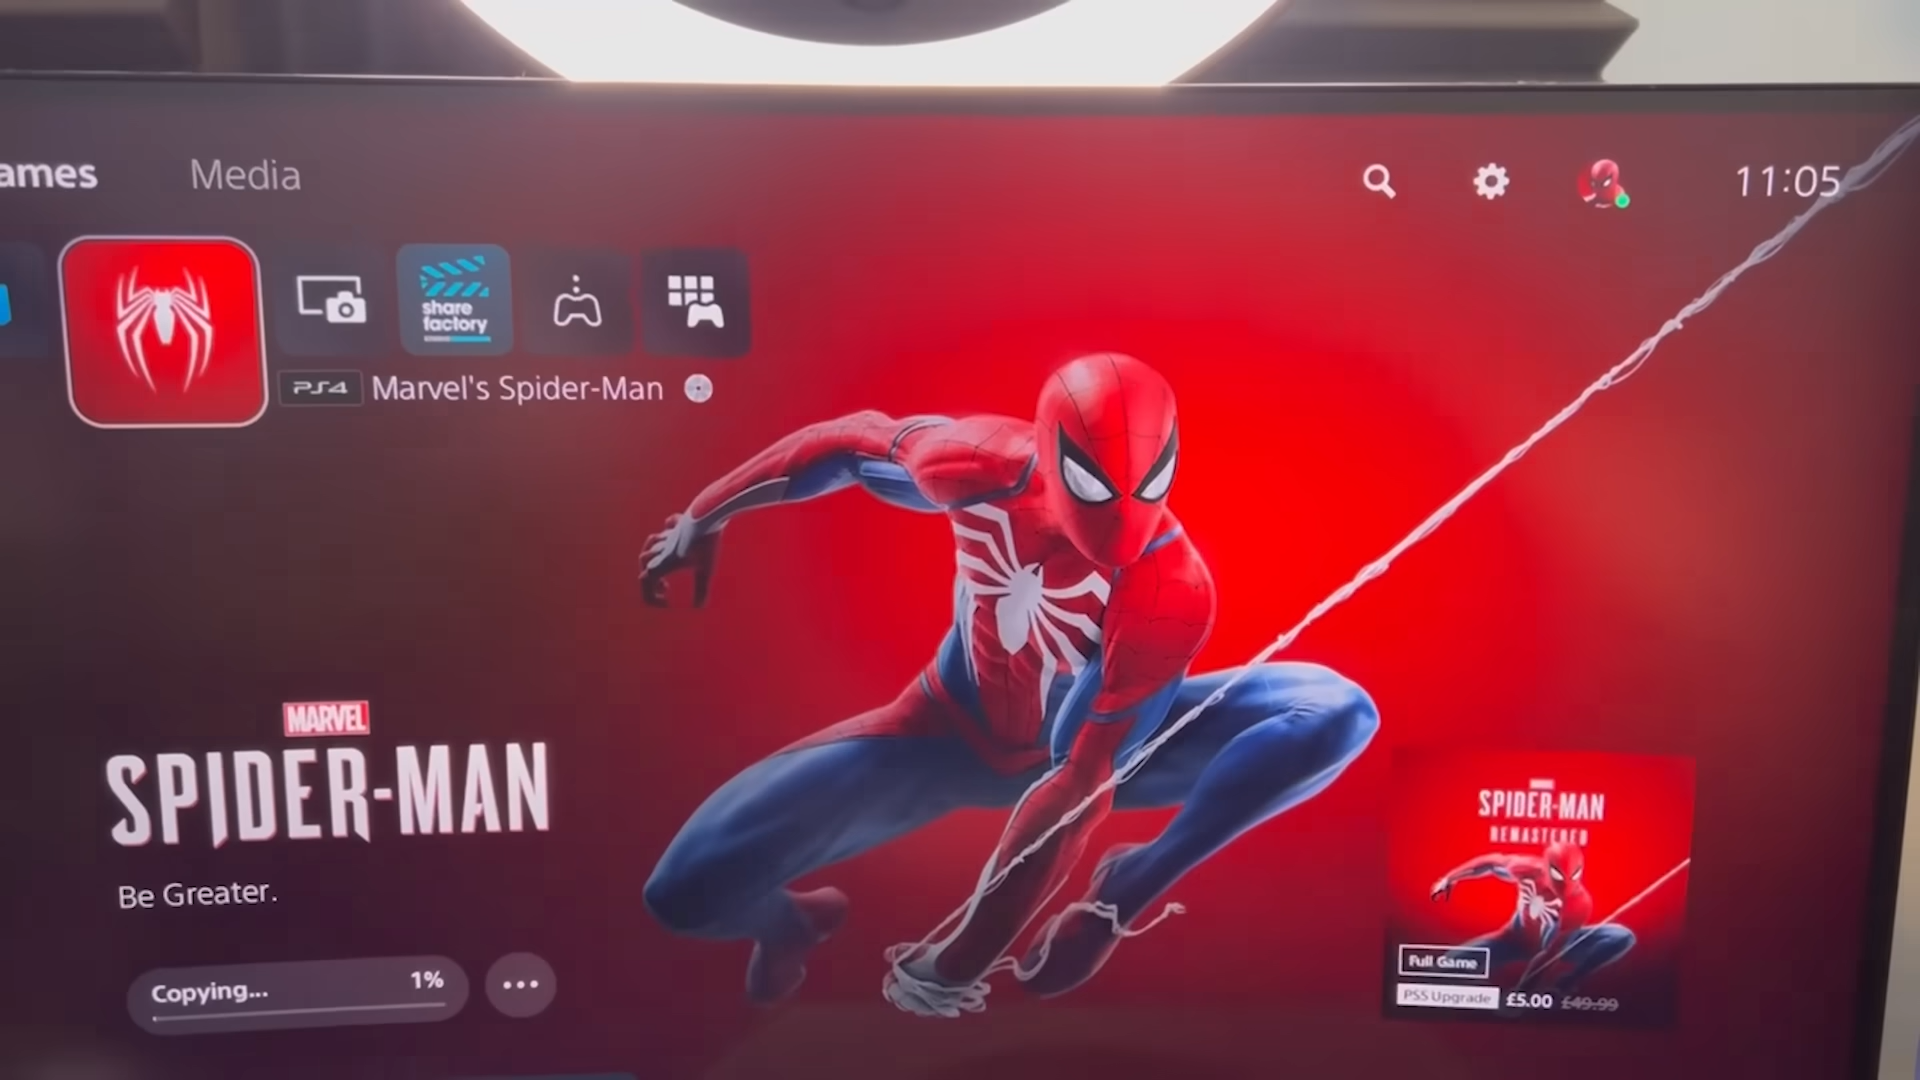 ames
Media
11:05
share
factory
PS4 Marvel's Spider-Man
MARVEL
SPIDER-MAN
Be Greater.
Copying... 1%
SPIDER-MAN
REMASTERED
Full Game
PS5 Upgrade £5.00 £49.99